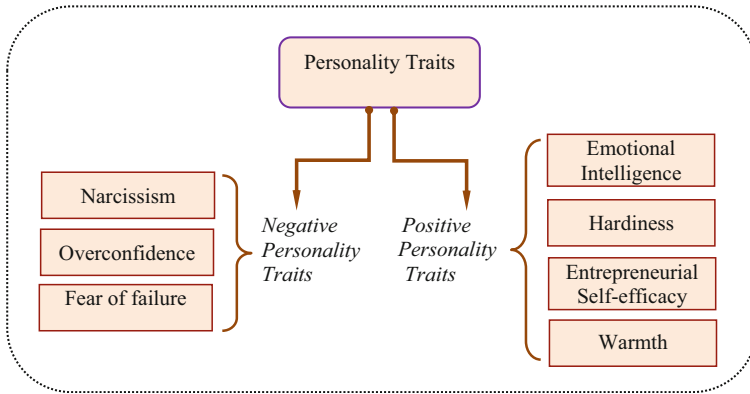 Personality Traits
Narcissism
Overconfidence
Fear of failure
Negative
Personality
Traits
Positive
Personality
Traits
Emotional
Intelligence
Hardiness
Entrepreneurial
Self-efficacy
Warmth